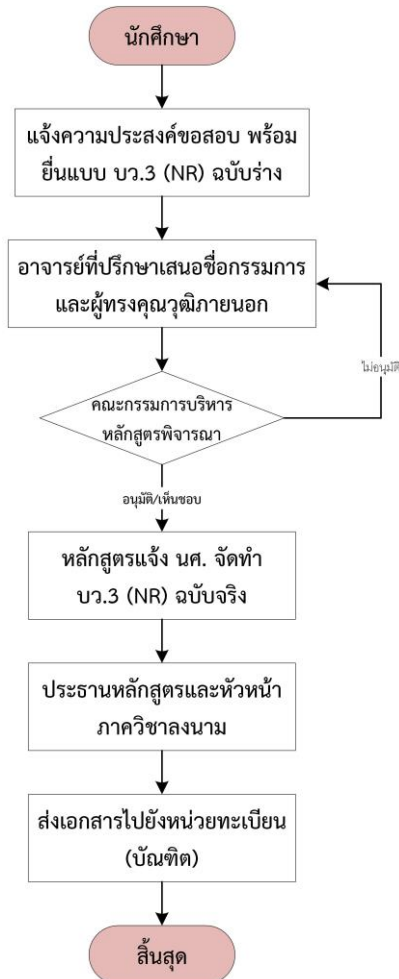 นักศึกษา
แจ้งความประสงค์ขอสอบ พร้อม
ยื่นแบบ บว.3 (NR) ฉบับร่าง
อาจารย์ที่ปรึกษาเสนอชื่อกรรมการ
และผู้ทรงคุณวุฒิภายนอก
ไม่อนุมัติ
คณะกรรมการบริหาร
หลักสูตรพิจารณา
อนุมัติ/เห็นชอบ
หลักสูตรแจ้ง นศ. จัดทำ
บว.3 (NR) ฉบับจริง
ประธานหลักสูตรและหัวหน้า
ภาควิชาลงนาม
ส่งเอกสารไปยังหน่วยทะเบียน
(บัณฑิต)
สิ้นสุด